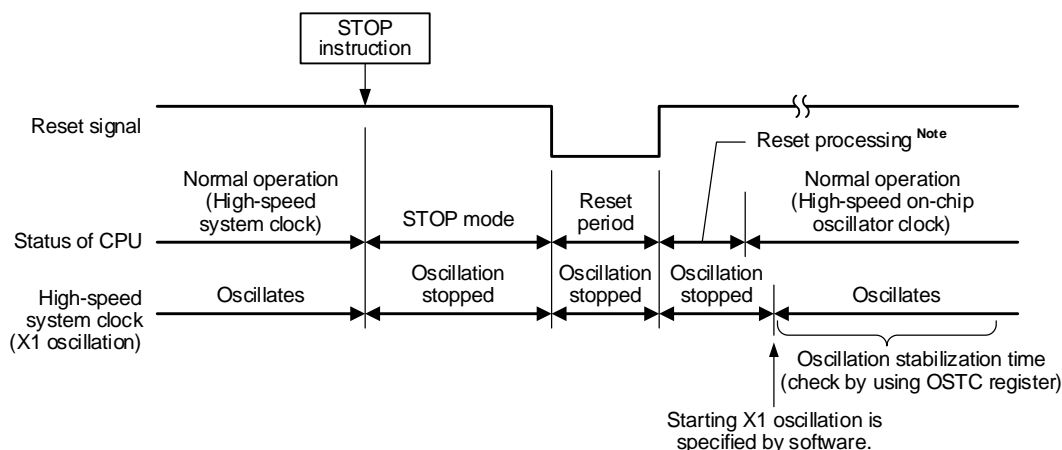 STOP
instruction
Reset signal
Reset processing Note
Normal operation
(High-speed
system clock)
STOP mode
Reset
period
Normal operation
(High-speed on-chip
oscillator clock)
Status of CPU
High-speed
system clock
(X1 oscillation)
Oscillates
Oscillation
stopped
Oscillation
stopped
Oscillation
stopped
Oscillates
Oscillation stabilization time
(check by using OSTC register)
Starting X1 oscillation is
specified by software.